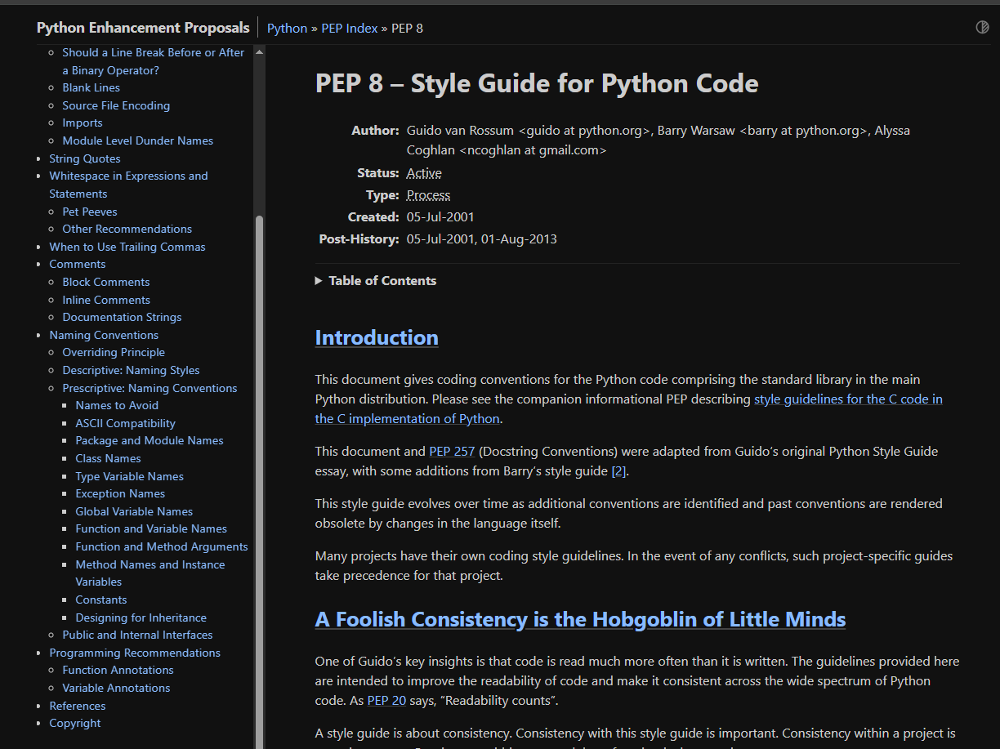 Python Enhancement Proposals
Python » PEP Index » PEP 8
Should a Line Break Before or After
a Binary Operator?
Blank Lines
Source File Encoding
Imports
Module Level Dunder Names
String Quotes
Whitespace in Expressions and
Statements
Pet Peeves
Other Recommendations
When to Use Trailing Commas
Comments
Block Comments
Inline Comments
Documentation Strings
Naming Conventions
Overriding Principle
Descriptive: Naming Styles
Prescriptive: Naming Conventions
Names to Avoid
ASCII Compatibility
Package and Module Names
Class Names
Type Variable Names
Exception Names
Global Variable Names
Function and Variable Names
Function and Method Arguments
Method Names and Instance
Variables
Constants
Designing for Inheritance
Public and Internal Interfaces
Programming Recommendations
Function Annotations
Variable Annotations
References
Copyright
PEP 8 – Style Guide for Python Code
Author: Guido van Rossum <guido at python.org>, Barry Warsaw <barry at python.org>, Alyssa
Coghlan <ncoghlan at gmail.com>
Status: Active
Type: Process
Created: 05-Jul-2001
Post-History: 05-Jul-2001, 01-Aug-2013
Table of Contents
Introduction
This document gives coding conventions for the Python code comprising the standard library in the main
Python distribution. Please see the companion informational PEP describing style guidelines for the C code in
the C implementation of Python.
This document and PEP 257 (Docstring Conventions) were adapted from Guido’s original Python Style Guide
essay, with some additions from Barry’s style guide [2].
This style guide evolves over time as additional conventions are identified and past conventions are rendered
obsolete by changes in the language itself.
Many projects have their own coding style guidelines. In the event of any conflicts, such project-specific guides
take precedence for that project.
A Foolish Consistency is the Hobgoblin of Little Minds
One of Guido’s key insights is that code is read much more often than it is written. The guidelines provided here
are intended to improve the readability of code and make it consistent across the wide spectrum of Python
code. As PEP 20 says, “Readability counts”.
A style guide is about consistency. Consistency with this style guide is important. Consistency within a project is